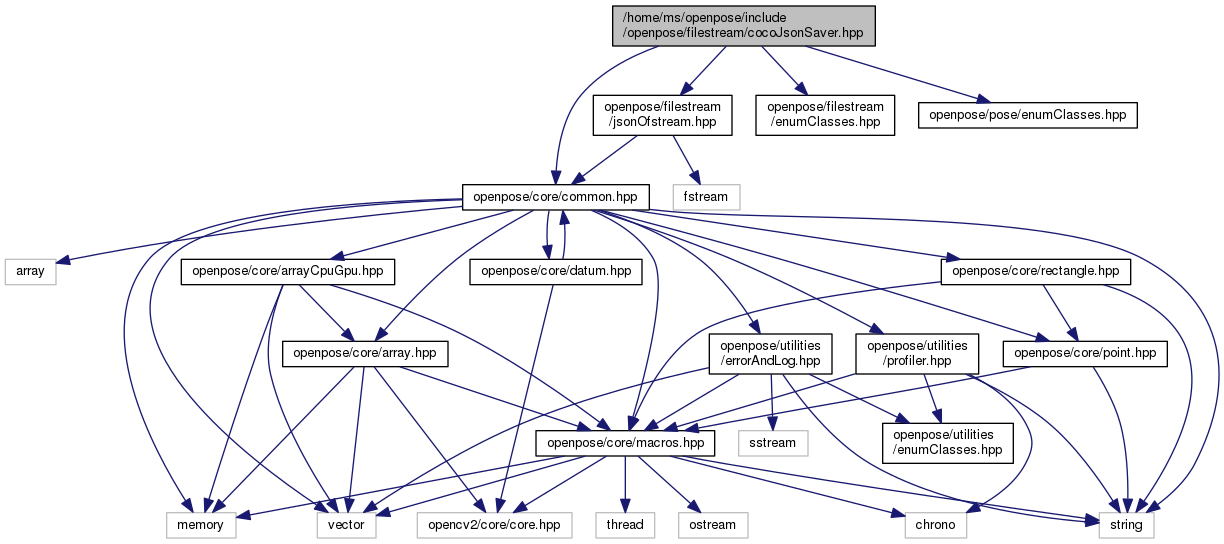 /home/ms/openpose/include
/openpose/filestream/cocoJsonSaver.hpp
openpose/filestream
/jsonOfstream.hpp
openpose/filestream
/enumClasses.hpp
openpose/pose/enumClasses.hpp
openpose/core/common.hpp
fstream
array
openpose/core/arrayCpuGpu.hpp
openpose/core/datum.hpp
openpose/core/rectangle.hpp
openpose/core/array.hpp
openpose/utilities
/errorAndLog.hpp
openpose/utilities
/profiler.hpp
openpose/core/point.hpp
openpose/core/macros.hpp
sstream
openpose/utilities
/enumClasses.hpp
memory
vector
opencv2/core/core.hpp
thread
ostream
chrono
string